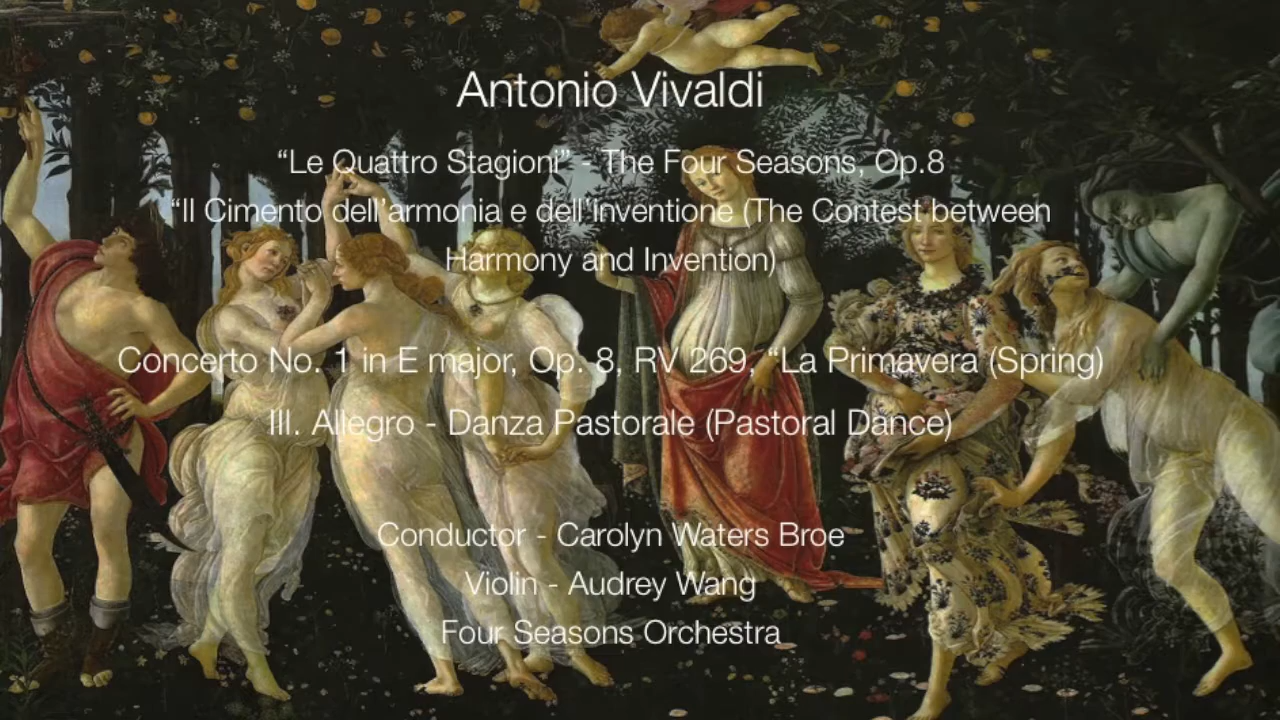 Antonio Vivaldi
“Le Quattro Stagioni” - The Four Seasons, Op.8
“Il Cimento dell’armonia e dell’inventione (The Contest between
Harmony and Invention)
Concerto No. 1 in E major, Op. 8, RV 269, “La Primavera (Spring)
III. Allegro - Danza Pastorale (Pastoral Dance)
Conductor - Carolyn Waters Broe
Violin - Audrey Wang
Four Seasons Orchestra